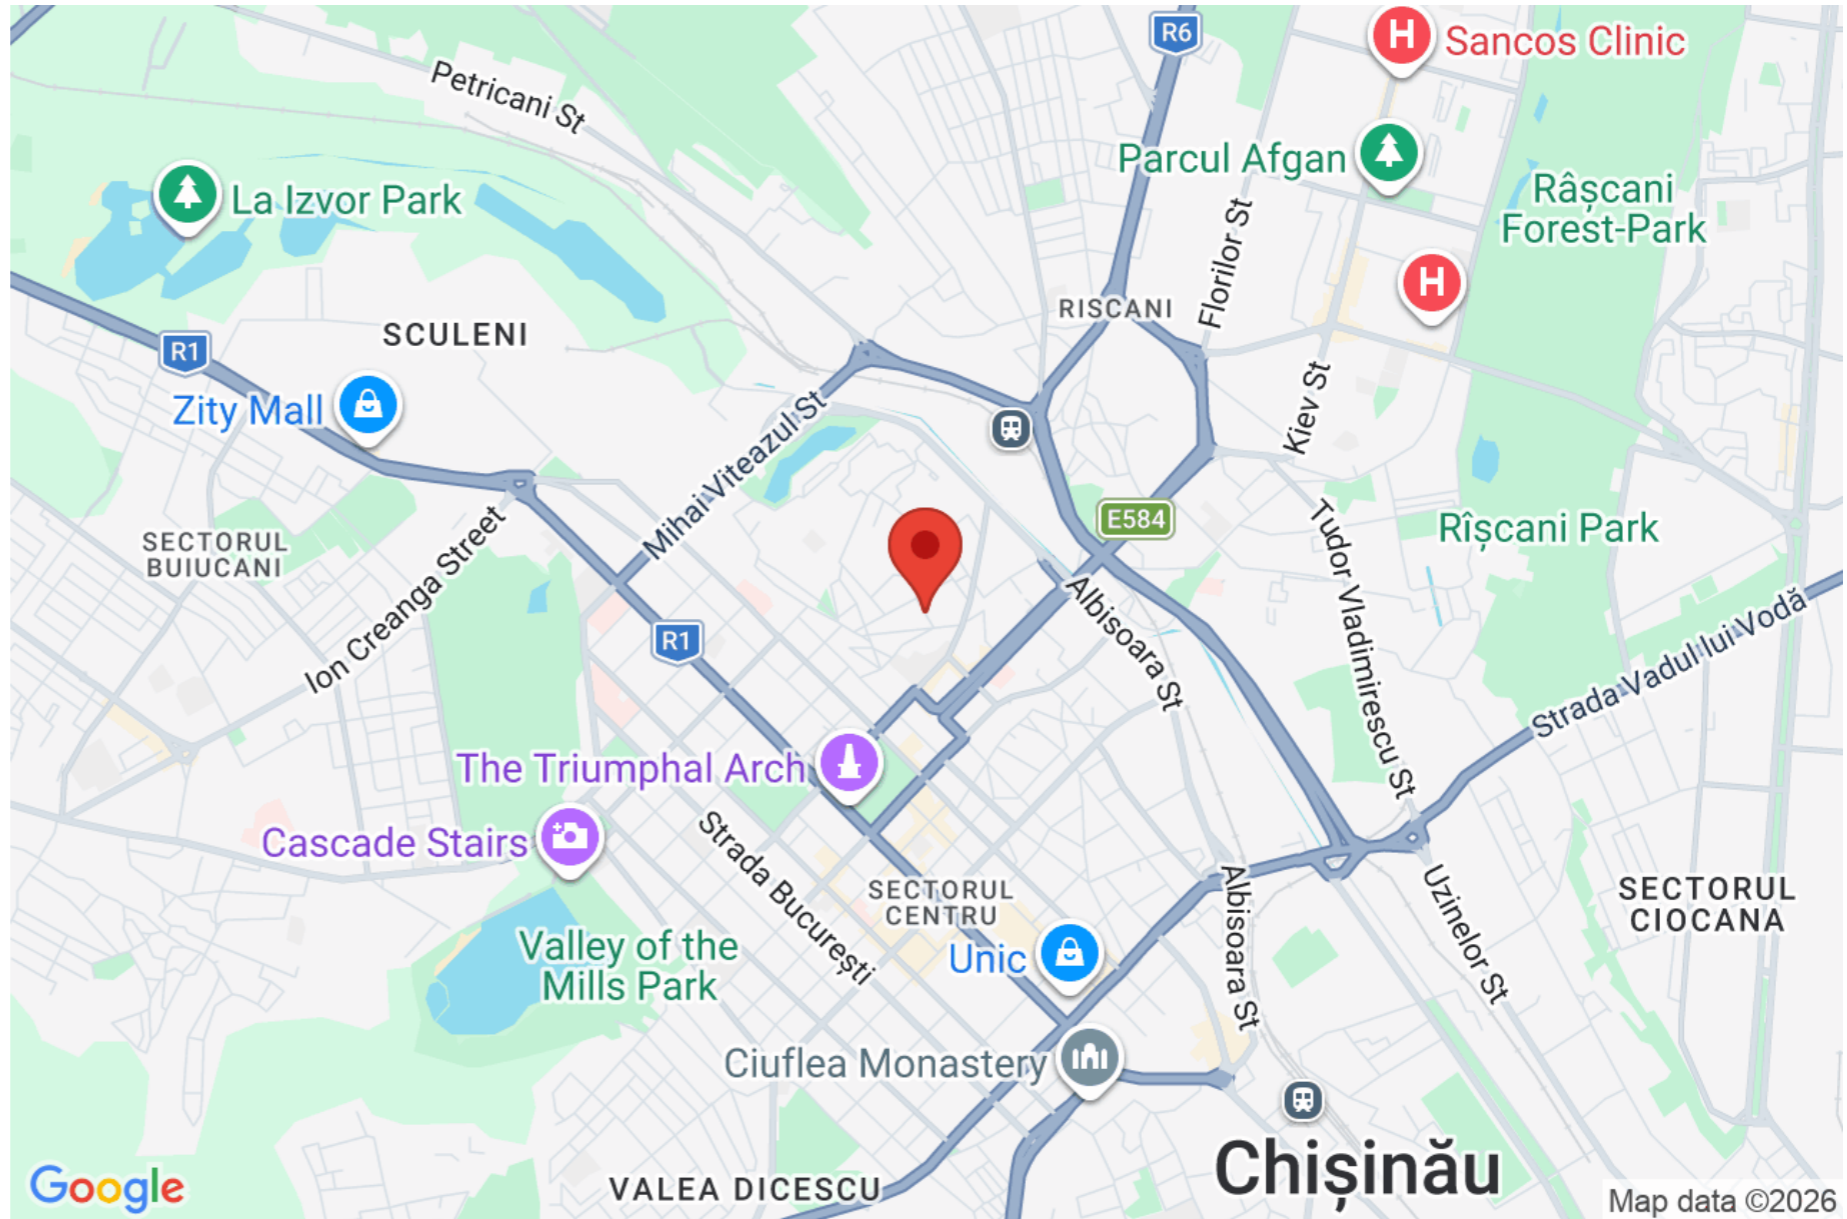 R6
H
Sancos Clinic
Petricani St
Parcul Afgan
La Izvor Park
Râșcani
Forest-Park
Florilor St
H
RISCANI
SCULENI
R1
Zity Mall
Mihai Viteazul St
Kiev St
E584
Rîșcani Park
SECTORUL
BUIUCANI
Ion Creanga Street
Tudor Vladimirescu St
R1
Albisoara St
Strada Vadul lui Vodă
The Triumphal Arch
Cascade Stairs
Strada București
SECTORUL
CENTRU
Albisoara St
Uzinelor St
SECTORUL
CIOCANA
Valley of the
Mills Park
Unic
Ciuflea Monastery
Chișinău
VALEA DICESCU
Google
Map data ©2026